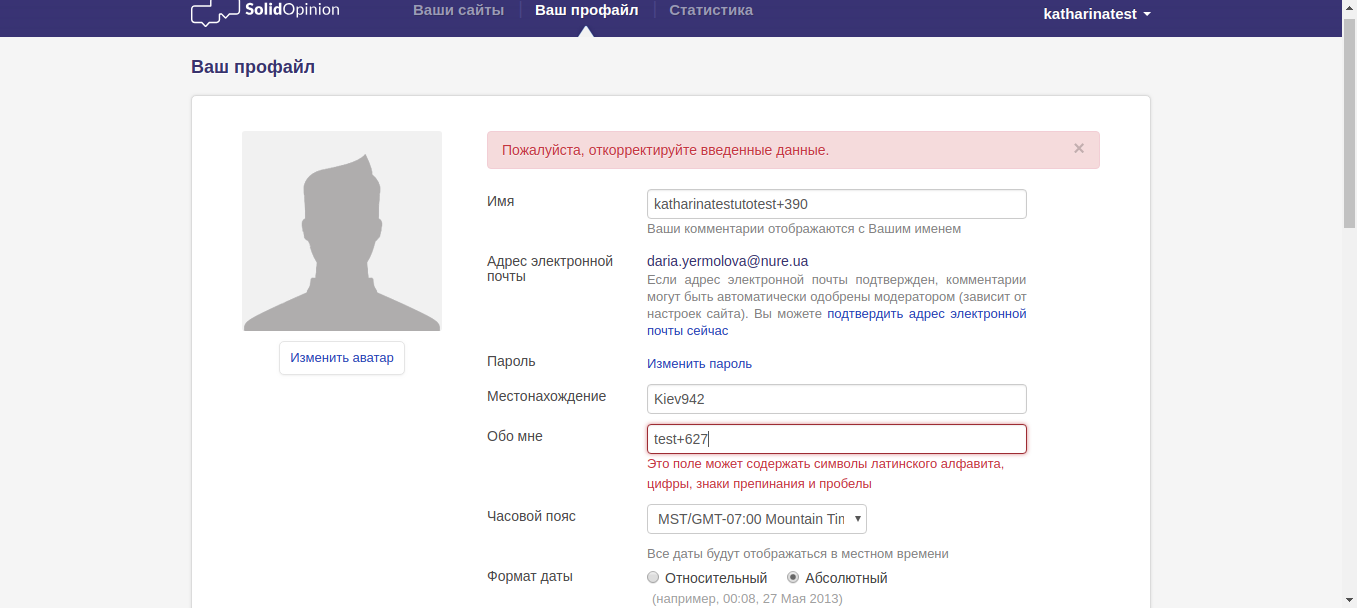 SolidOpinion
Ваши сайты
Ваш профиль
Статистика
katharinatest
Ваш профайл
Пожалуйста, откорректируйте введенные данные.
×
Имя
katharinatestutotest+390
Ваши комментарии отображаются с Вашим именем
Адрес электронной
почты
daria.yermolova@nure.ua
Если адрес электронной почты подтвержден, комментарии
могут быть автоматически одобрены модератором (зависит от
настроек сайта). Вы можете подтвердить адрес электронной
почты сейчас
Изменить аватар
Пароль
Изменить пароль
Местонахождение
Kiev942
Обо мне
test+627
Это поле может содержать символы латинского алфавита,
цифры, знаки препинания и пробелы
Часовой пояс
MST/GMT-07:00 Mountain Tin
Все даты будут отображаться в местном времени
Формат даты
Относительный
Абсолютный
(например, 00:08, 27 Мая 2013)